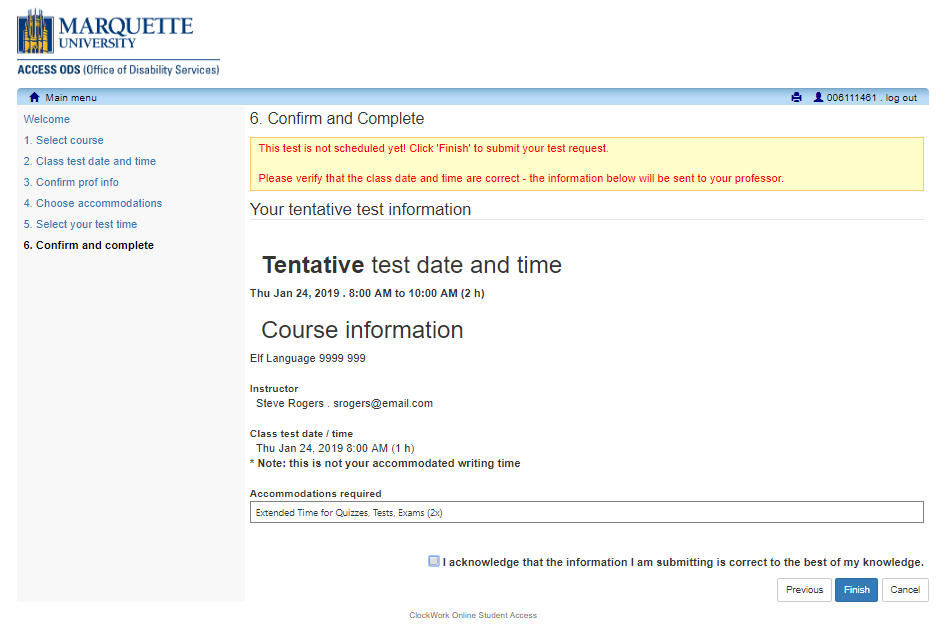 MARQUETTE
UNIVERSITY
ACCESS ODS (Office of Disability Services)
Main menu
006111461 . log out
Welcome
1. Select course
2. Class test date and time
3. Confirm prof info
4. Choose accommodations
5. Select your test time
6. Confirm and complete
6. Confirm and Complete
This test is not scheduled yet! Click 'Finish' to submit your test request.
Please verify that the class date and time are correct - the information below will be sent to your professor.
Your tentative test information
Tentative test date and time
Thu Jan 24, 2019 . 8:00 AM to 10:00 AM (2 h)
Course information
Elf Language 9999 999
Instructor
Steve Rogers . srogers@email.com
Class test date / time
Thu Jan 24, 2019 8:00 AM (1 h)
* Note: this is not your accommodated writing time
Accommodations required
Extended Time for Quizzes, Tests, Exams (2x)
I acknowledge that the information I am submitting is correct to the best of my knowledge.
Previous
Finish
Cancel
ClockWork Online Student Access